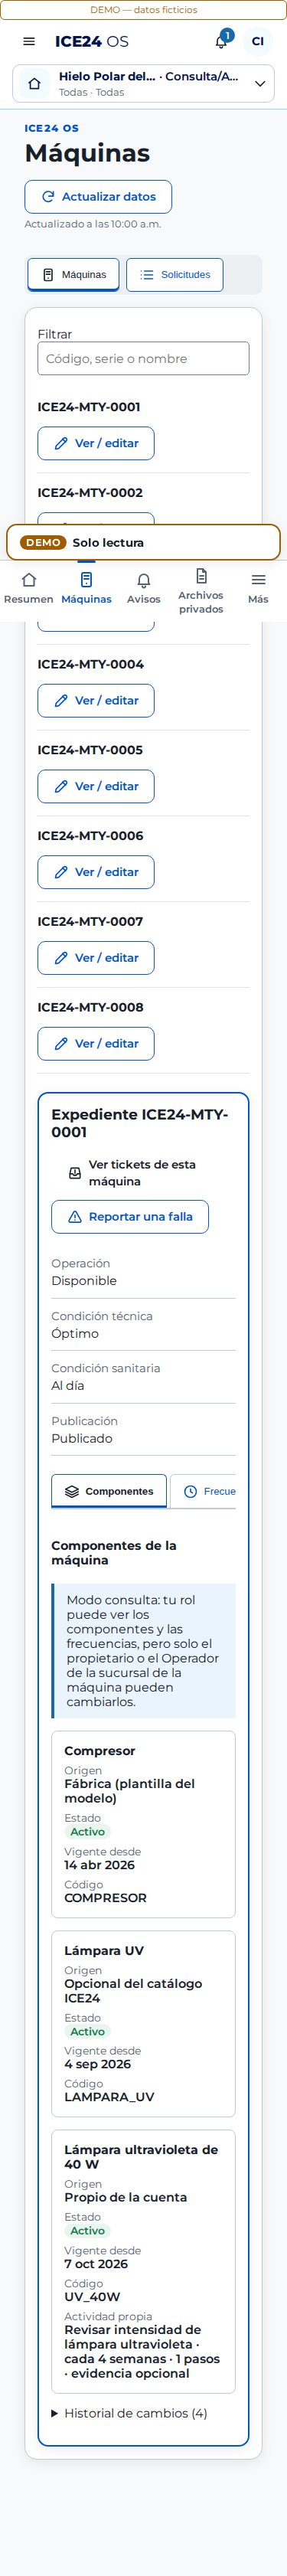 DEMO — datos ficticios
ICE24 OS
1
CI
Hielo Polar del... · Consulta/A...
Todas · Todas
ICE24 OS
Máquinas
Actualizar datos
Actualizado a las 10:00 a.m.
Máquinas
Solicitudes
Filtrar
Código, serie o nombre
ICE24-MTY-0001
Ver / editar
ICE24-MTY-0002
DEMO Solo lectura
Resumen
Máquinas
Avisos
Archivos
privados
Más
ICE24-MTY-0004
Ver / editar
ICE24-MTY-0005
Ver / editar
ICE24-MTY-0006
Ver / editar
ICE24-MTY-0007
Ver / editar
ICE24-MTY-0008
Ver / editar
Expediente ICE24-MTY-
0001
Ver tickets de esta
máquina
Reportar una falla
Operación
Disponible
Condición técnica
Óptimo
Condición sanitaria
Al día
Publicación
Publicado
Componentes
Frecue
Componentes de la
máquina
Modo consulta: tu rol
puede ver los
componentes y las
frecuencias, pero solo el
propietario o el Operador
de la sucursal de la
máquina pueden
cambiarlos.
Compresor
Origen
Fábrica (plantilla del
modelo)
Estado
Activo
Vigente desde
14 abr 2026
Código
COMPRESOR
Lámpara UV
Origen
Opcional del catálogo
ICE24
Estado
Activo
Vigente desde
4 sep 2026
Código
LAMPARA_UV
Lámpara ultravioleta de
40 W
Origen
Propio de la cuenta
Estado
Activo
Vigente desde
7 oct 2026
Código
UV_40W
Actividad propia
Revisar intensidad de
lámpara ultravioleta ·
cada 4 semanas · 1 pasos
· evidencia opcional
Historial de cambios (4)